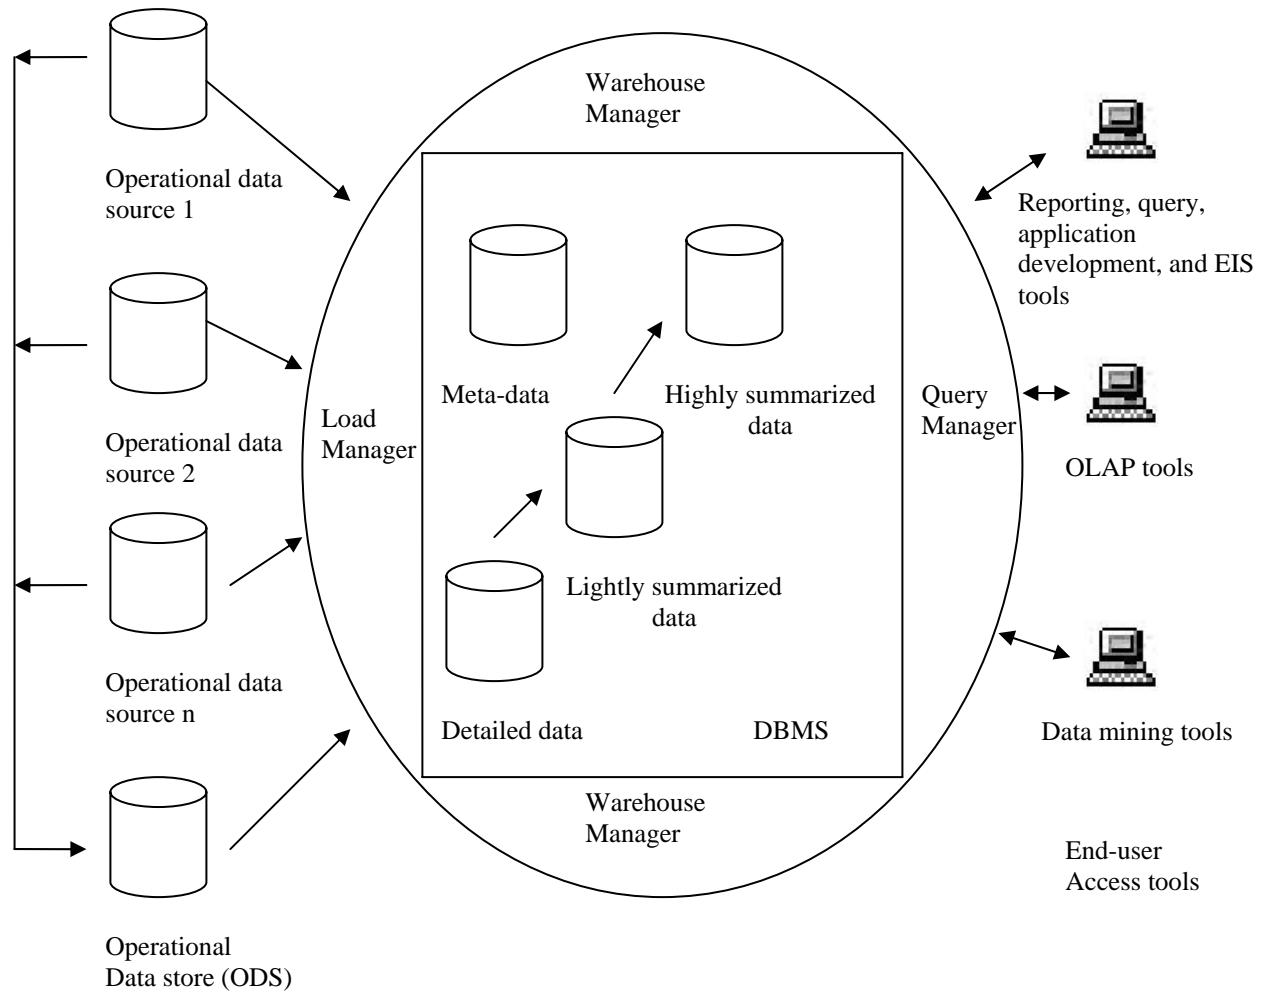 Warehouse
Manager
Operational data
source 1
Reporting, query,
application
development, and EIS
tools
Meta-data
Highly summarized
data
Load
Manager
Query
Manager
Operational data
source 2
OLAP tools
Lightly summarized
data
Operational data
source n
Detailed data
DBMS
Data mining tools
Warehouse
Manager
End-user
Access tools
Operational
Data store (ODS)